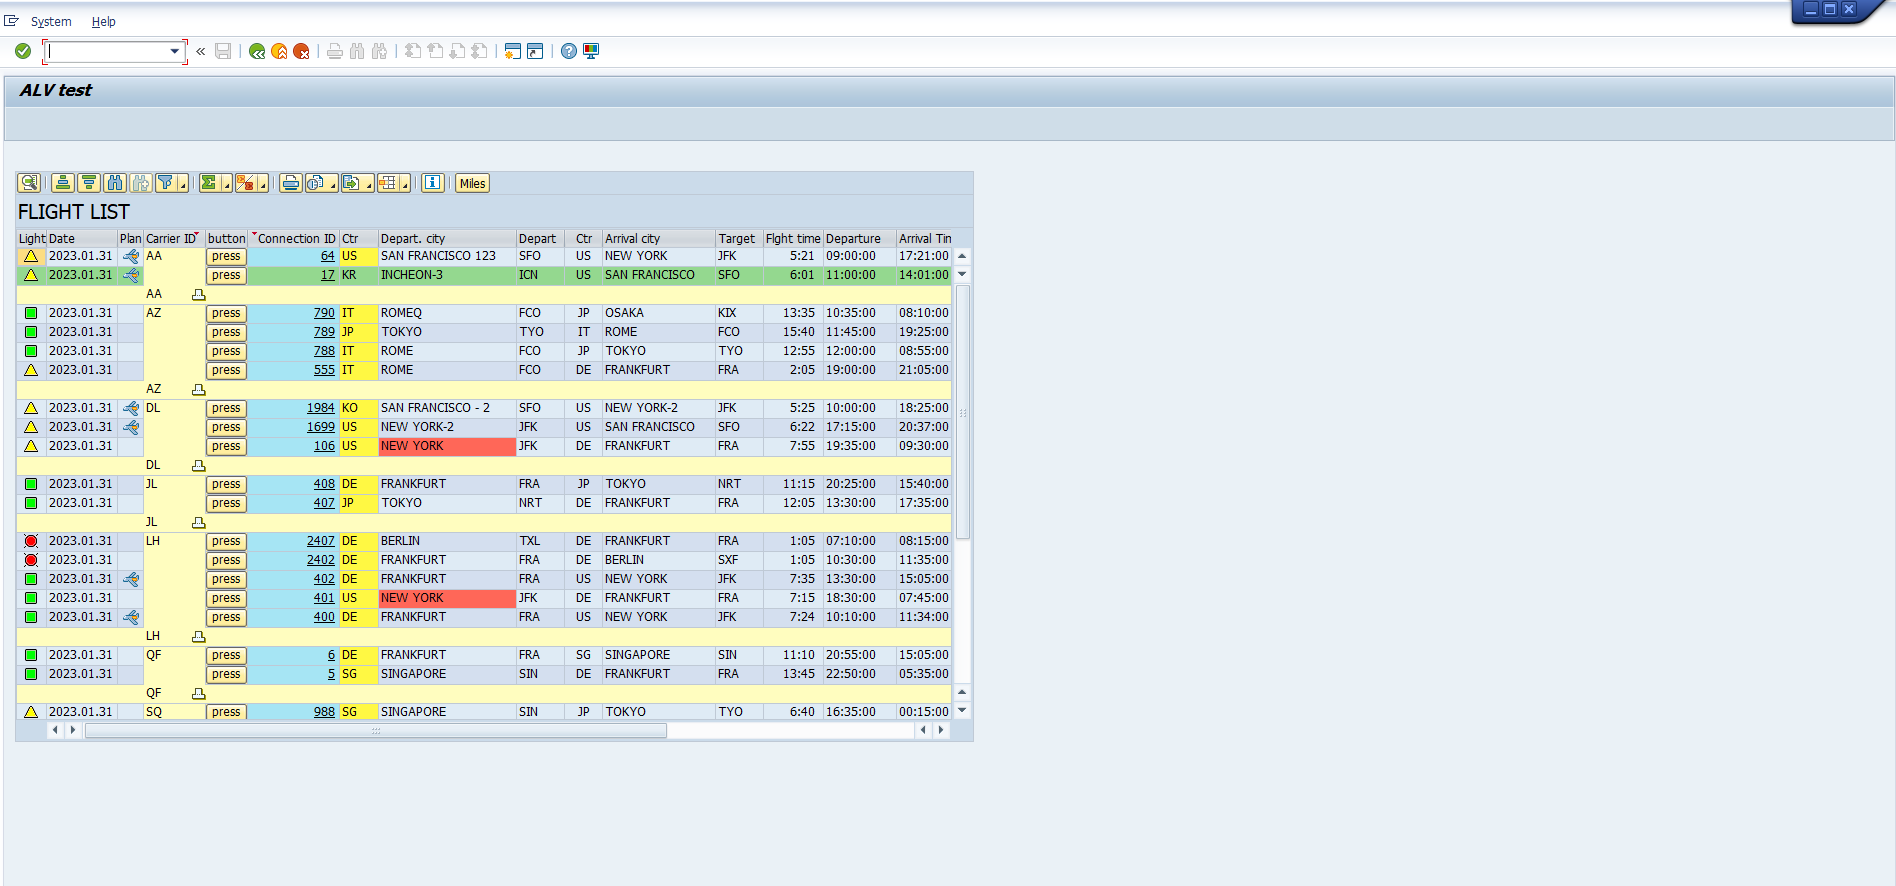 System Help
ALV test
Miles
FLIGHT LIST
Light Date Plan Carrier ID button Connection ID Ctr Depart. city Depart Ctr Arrival city Target Flght time Departure Arrival Tin
2023.01.31 AA press 64 US SAN FRANCISCO 123 SFO US NEW YORK JFK 5:21 09:00:00 17:21:00
2023.01.31 press 17 KR INCHEON-3 ICN US SAN FRANCISCO SFO 6:01 11:00:00 14:01:00
AA
2023.01.31 AZ press 790 IT ROMEQ FCO JP OSAKA KIX 13:35 10:35:00 08:10:00
2023.01.31 press 789 JP TOKYO TYO IT ROME FCO 15:40 11:45:00 19:25:00
2023.01.31 press 788 IT ROME FCO JP TOKYO TYO 12:55 12:00:00 08:55:00
2023.01.31 press 555 IT ROME FCO DE FRANKFURT FRA 2:05 19:00:00 21:05:00
AZ
2023.01.31 DL press 1984 KO SAN FRANCISCO - 2 SFO US NEW YORK-2 JFK 5:25 10:00:00 18:25:00
2023.01.31 press 1699 US NEW YORK-2 JFK US SAN FRANCISCO SFO 6:22 17:15:00 20:37:00
2023.01.31 press 106 US NEW YORK JFK DE FRANKFURT FRA 7:55 19:35:00 09:30:00
DL
2023.01.31 JL press 408 DE FRANKFURT FRA JP TOKYO NRT 11:15 20:25:00 15:40:00
2023.01.31 press 407 JP TOKYO NRT DE FRANKFURT FRA 12:05 13:30:00 17:35:00
JL
2023.01.31 LH press 2407 DE BERLIN TXL DE FRANKFURT FRA 1:05 07:10:00 08:15:00
2023.01.31 press 2402 DE FRANKFURT FRA DE BERLIN SXF 1:05 10:30:00 11:35:00
2023.01.31 press 402 DE FRANKFURT FRA US NEW YORK JFK 7:35 13:30:00 15:05:00
2023.01.31 press 401 US NEW YORK JFK DE FRANKFURT FRA 7:15 18:30:00 07:45:00
2023.01.31 press 400 DE FRANKFURT FRA US NEW YORK JFK 7:24 10:10:00 11:34:00
LH
2023.01.31 QF press 6 DE FRANKFURT FRA SG SINGAPORE SIN 11:10 20:55:00 15:05:00
2023.01.31 press 5 SG SINGAPORE SIN DE FRANKFURT FRA 13:45 22:50:00 05:35:00
QF
2023.01.31 SQ press 988 SG SINGAPORE SIN JP TOKYO TYO 6:40 16:35:00 00:15:00